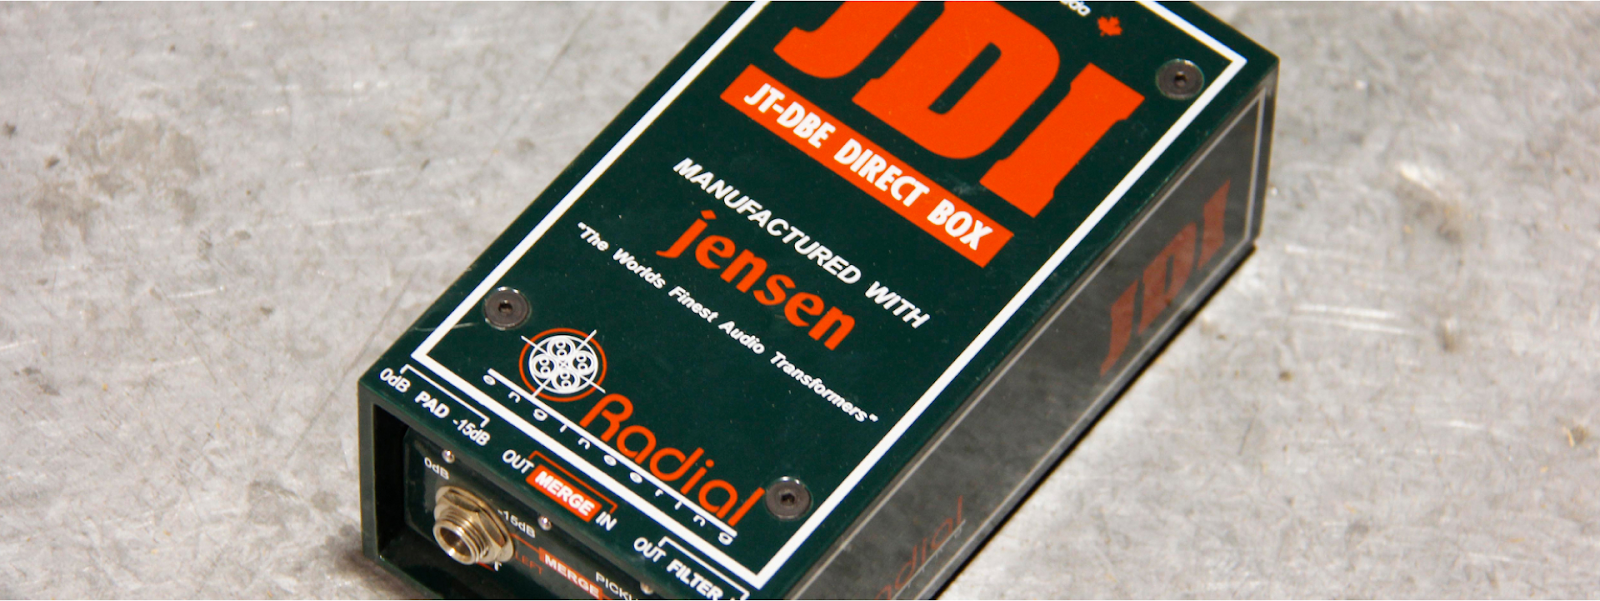 JDI
JT-DBE DIRECT BOX
MANUFACTURED WITH
jensen
"The Worlds Finest Audio Transformers"
Radial
engineering
0dB PAD -15dB
OUT MERGE IN
OUT FILTER
0dB
-15dB
LEFT
MERGE
JDI